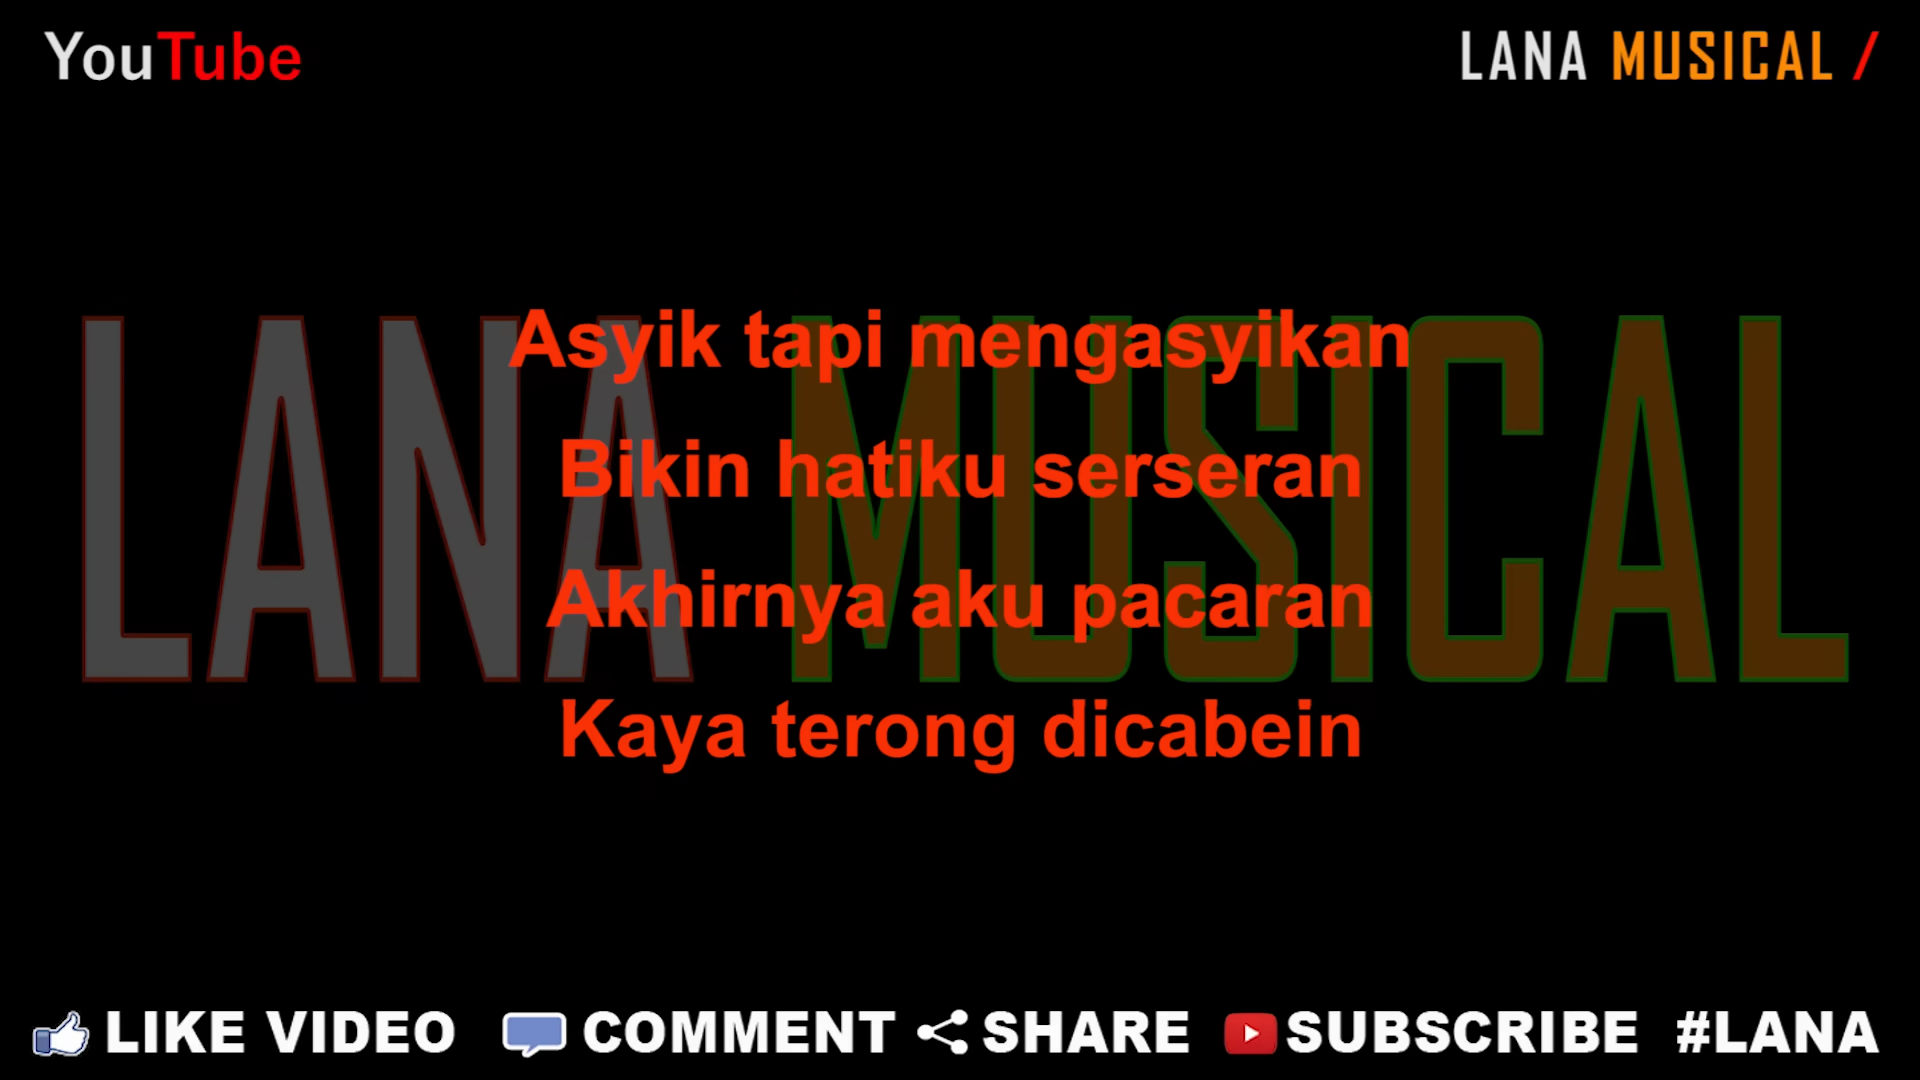 YouTube
LANA MUSICAL /
LANA MUSICAL
Asyik tapi mengasyikan
Bikin hatiku serseran
Akhirnya aku pacaran
Kaya terong dicabein
LIKE VIDEO COMMENT SHARE SUBSCRIBE #LANA